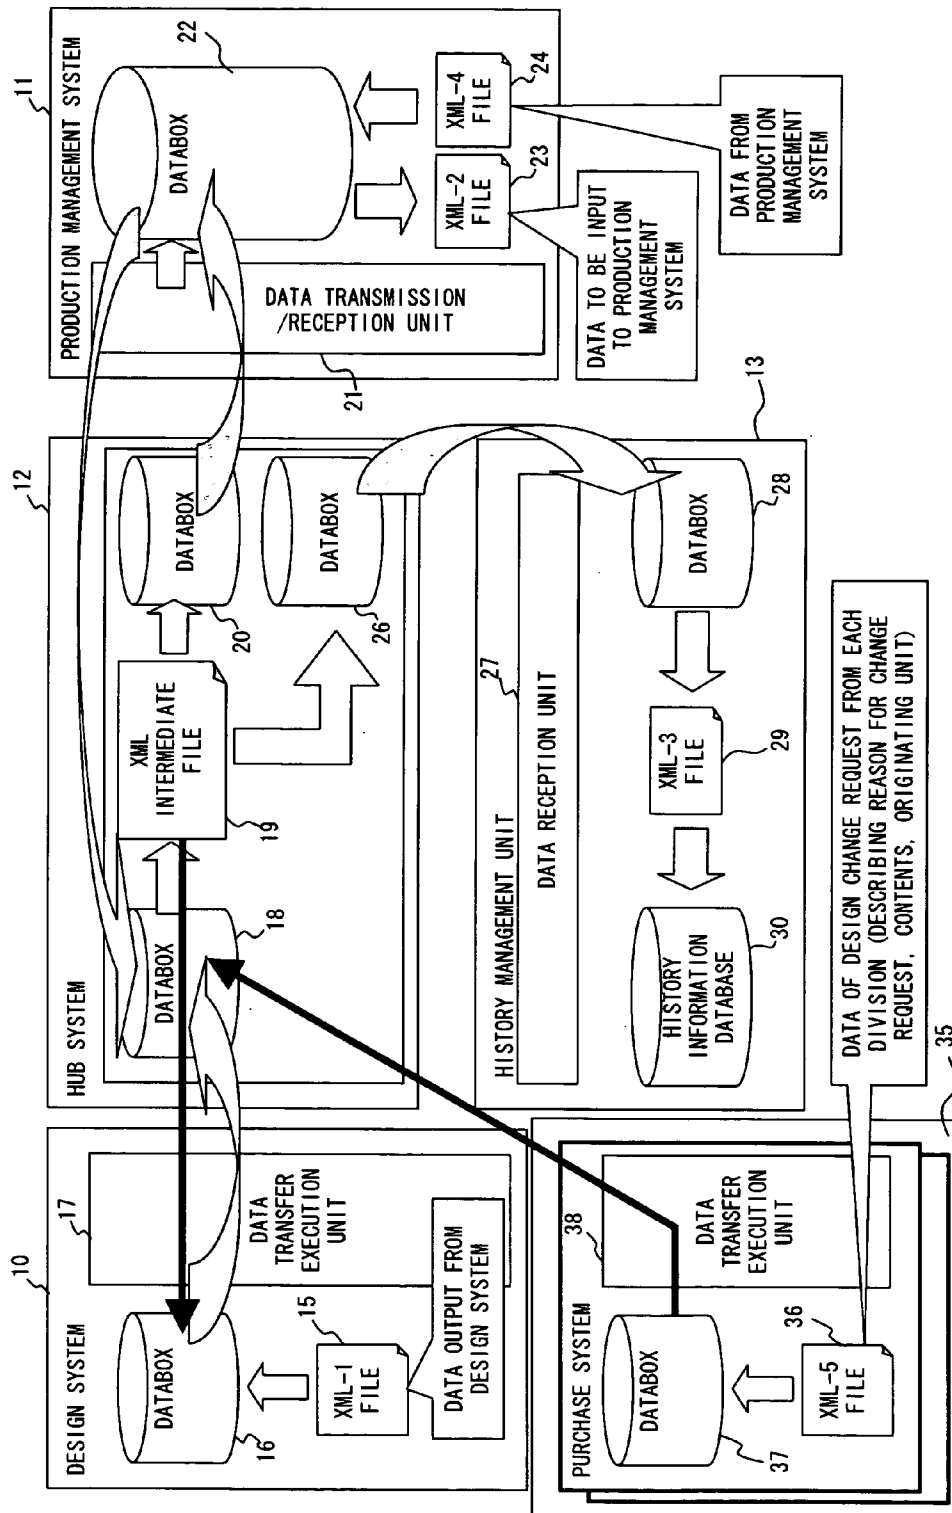 10
DESIGN SYSTEM
DATABOX
16
XML-1
FILE
15
DATA OUTPUT FROM
DESIGN SYSTEM
17
DATA
TRANSFER
EXECUTION
UNIT
12
HUB SYSTEM
DATABOX
18
XML
INTERMEDIATE
FILE
19
DATABOX
20
DATABOX
26
11
PRODUCTION MANAGEMENT SYSTEM
DATA TRANSMISSION
/RECEPTION UNIT
21
DATABOX
22
XML-2
FILE
23
XML-4
FILE
24
DATA TO BE INPUT
TO PRODUCTION
MANAGEMENT
SYSTEM
DATA FROM
PRODUCTION
MANAGEMENT
SYSTEM
13
HISTORY MANAGEMENT UNIT
27
DATA RECEPTION UNIT
HISTORY
INFORMATION
DATABASE
30
XML-3
FILE
29
DATABOX
28
PURCHASE SYSTEM
DATABOX
37
XML-5
FILE
36
38
DATA
TRANSFER
EXECUTION
UNIT
35
DATA OF DESIGN CHANGE REQUEST FROM EACH
DIVISION (DESCRIBING REASON FOR CHANGE
REQUEST, CONTENTS, ORIGINATING UNIT)